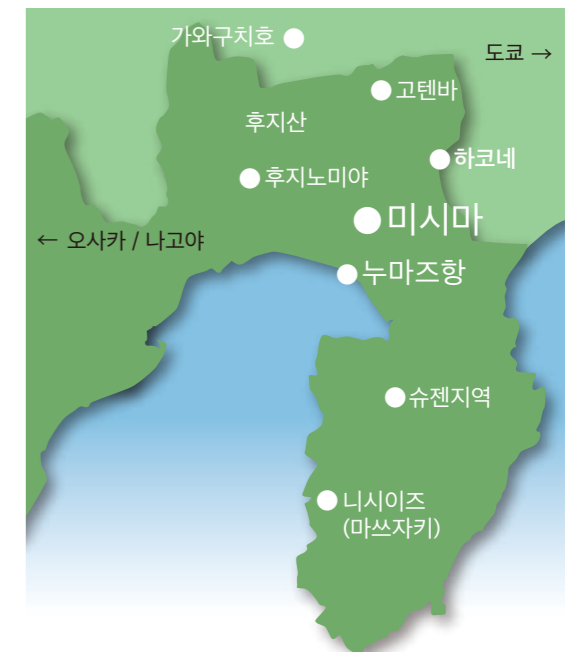 가와구치호
도쿄 →
고텐바
후지산
하코네
후지노미야
미시마
← 오사카 / 나고야
누마즈항
슈젠지역
니시이즈
(마쓰자키)